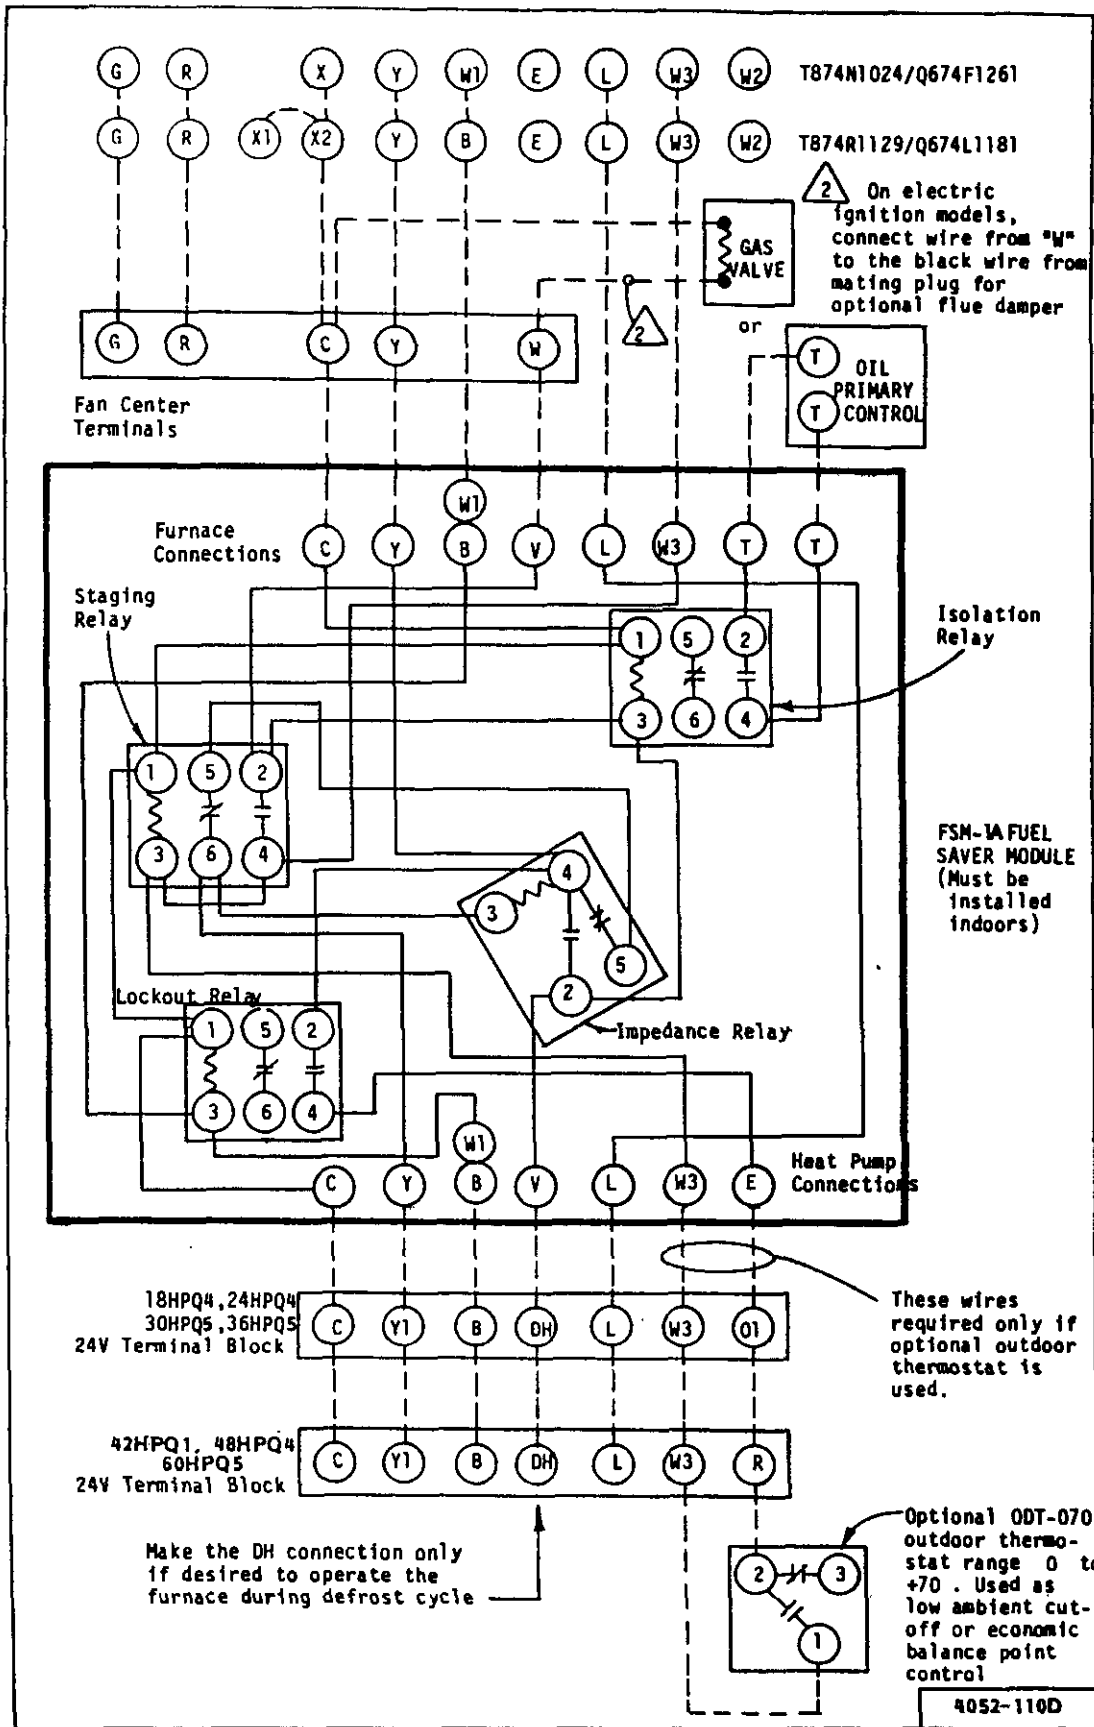 G R X Y W1 E L W3 W2 T874N1024/Q674F1261
G R X1 X2 Y B E L W3 W2 T874R1129/Q674L1181
2 On electric
ignition models,
connect wire from "W"
to the black wire from
mating plug for
optional flue damper
GAS
VALVE
2
or
G R C Y W
Fan Center
Terminals
T OIL
PRIMARY
T CONTROL
W1
Furnace
Connections
C Y B V L W3 T T
Staging
Relay
Isolation
Relay
1 5 2
3 6 4
1 5 2
3 6 4
FSM-1A FUEL
SAVER MODULE
(Must be
installed
indoors)
4
3
5
2
Impedance Relay
Lockout Relay
1 5 2
3 6 4
W1
Heat Pump
Connections
C Y B V L W3 E
18HPQ4,24HPQ4
30HPQ5,36HPQ5
24V Terminal Block
C Y1 B DH L W3 O1
These wires
required only if
optional outdoor
thermostat is
used.
42HPQ1, 48HPQ4
60HPQ5
24V Terminal Block
C Y1 B DH L W3 R
Make the DH connection only
if desired to operate the
furnace during defrost cycle
2 3
1
Optional ODT-070
outdoor thermo-
stat range 0 to
+70 . Used as
low ambient cut-
off or economic
balance point
control
4052-110D